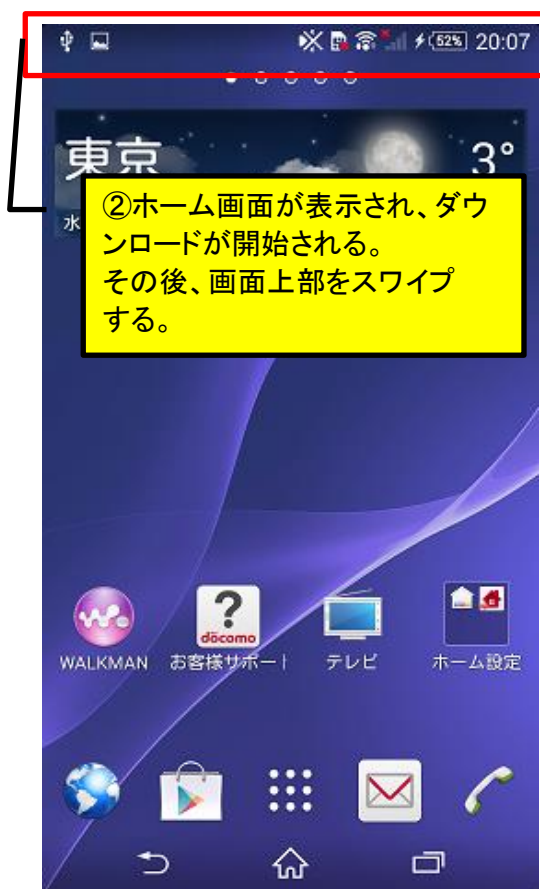 52% 20:07
東京 3°
水
②ホーム画面が表示され、ダウ
ンロードが開始される。
その後、画面上部をスワイプ
する。
?
döcomo
WALKMAN お客様サポート テレビ ホーム設定